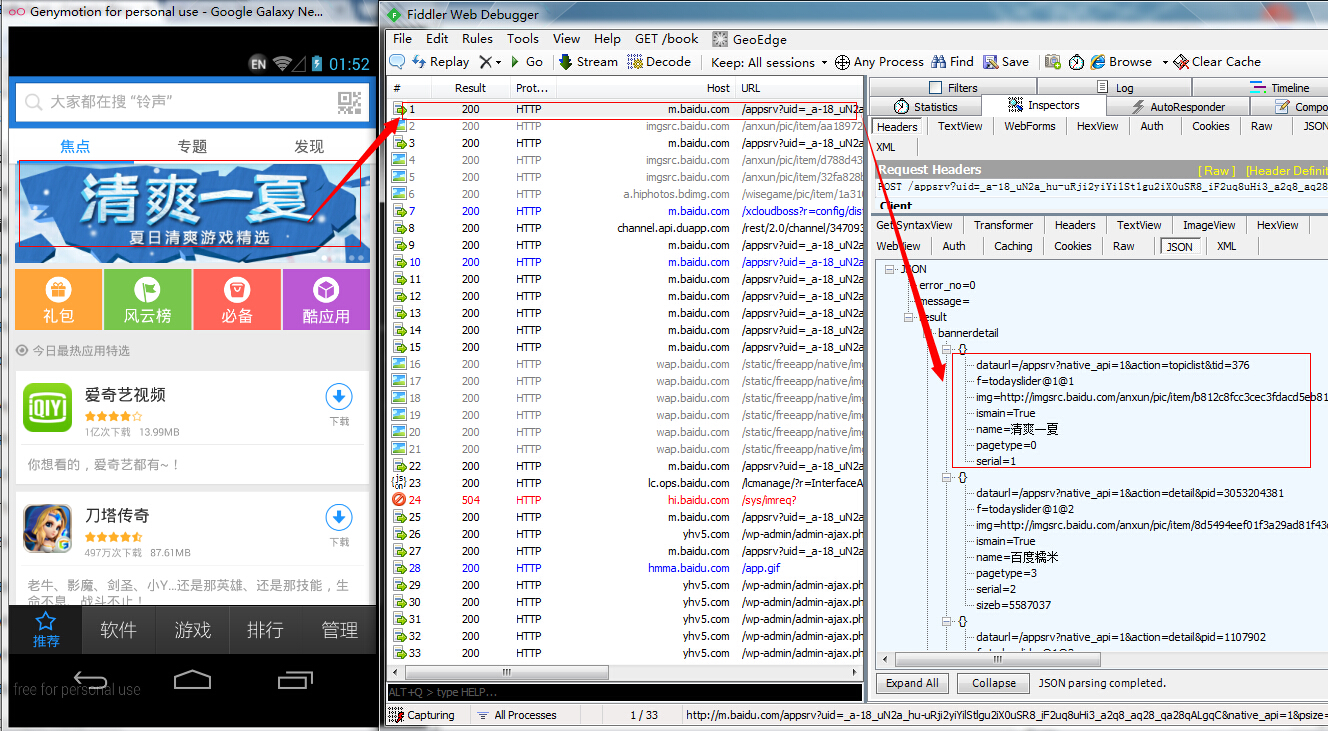 Genymotion for personal use - Google Galaxy Ne...
EN 01:52
大家都在搜 “铃声”
焦点 专题 发现
清爽一夏
夏日清爽游戏精选
礼包 风云榜 必备 酷应用
今日最热应用特选
iQIYI
爱奇艺视频
1亿次下载 13.99MB
下载
你想看的，爱奇艺都有~！
刀塔传奇
497万次下载 87.61MB
下载
老牛、影魔、剑圣、小Y...还是那英雄、还是那技能，生
命不息，战斗不止！
推荐 软件 游戏 排行 管理
free for personal use
Fiddler Web Debugger
File Edit Rules Tools View Help GET /book GeoEdge
Replay Go Stream Decode Keep: All sessions Any Process Find Save Browse Clear Cache
# Result Prot... Host URL
1 200 HTTP m.baidu.com /appsrv?uid=_a-18_uN2a
2 200 HTTP imgsrc.baidu.com /anxun/pic/item/aa18972
3 200 HTTP m.baidu.com /appsrv?uid=_a-18_uN2a
4 200 HTTP imgsrc.baidu.com /anxun/pic/item/d788d43
5 200 HTTP imgsrc.baidu.com /anxun/pic/item/32fa828b
6 200 HTTP a.hiphotos.bdimg.com /wisegame/pic/item/1a310
7 200 HTTP m.baidu.com /xcloudboss?r=config/dist
8 200 HTTP channel.api.duapp.com /rest/2.0/channel/347093
9 200 HTTP m.baidu.com /appsrv?uid=_a-18_uN2a
10 200 HTTP m.baidu.com /appsrv?uid=_a-18_uN2a
11 200 HTTP m.baidu.com /appsrv?uid=_a-18_uN2a
12 200 HTTP m.baidu.com /appsrv?uid=_a-18_uN2a
13 200 HTTP m.baidu.com /appsrv?uid=_a-18_uN2a
14 200 HTTP m.baidu.com /appsrv?uid=_a-18_uN2a
15 200 HTTP m.baidu.com /appsrv?uid=_a-18_uN2a
16 200 HTTP wap.baidu.com /static/freeapp/native/img
17 200 HTTP wap.baidu.com /static/freeapp/native/img
18 200 HTTP wap.baidu.com /static/freeapp/native/img
19 200 HTTP wap.baidu.com /static/freeapp/native/img
20 200 HTTP wap.baidu.com /static/freeapp/native/img
21 200 HTTP wap.baidu.com /static/freeapp/native/img
22 200 HTTP m.baidu.com /appsrv?uid=_a-18_uN2a
23 200 HTTP lc.ops.baidu.com /lcmanage/?r=InterfaceA
24 504 HTTP hi.baidu.com /sys/imreq?
25 200 HTTP m.baidu.com /appsrv?uid=_a-18_uN2a
26 200 HTTP yhv5.com /wp-admin/admin-ajax.ph
27 200 HTTP m.baidu.com /appsrv?uid=_a-18_uN2a
28 200 HTTP hmma.baidu.com /app.gif
29 200 HTTP yhv5.com /wp-admin/admin-ajax.ph
30 200 HTTP yhv5.com /wp-admin/admin-ajax.ph
31 200 HTTP yhv5.com /wp-admin/admin-ajax.ph
32 200 HTTP yhv5.com /wp-admin/admin-ajax.ph
33 200 HTTP yhv5.com /wp-admin/admin-ajax.ph
ALT+Q > type HELP...
Capturing All Processes 1 / 33 http://m.baidu.com/appsrv?uid=_a-18_uN2a_hu-uRji2yiYilStlgu2iX0uSR8_iF2uq8uHi3_a2q8_aq28_qa28qALgqC&native_api=1&psize=
Filters Log Timeline
Statistics Inspectors AutoResponder Compo
Headers TextView WebForms HexView Auth Cookies Raw JSON
XML
Request Headers [ Raw ] [Header Definit
POST /appsrv?uid=_a-18_uN2a_hu-uRji2yiYilStlgu2iX0uSR8_iF2uq8uHi3_a2q8_aq28
Client
GetSyntaxView Transformer Headers TextView ImageView HexView
WebView Auth Caching Cookies Raw JSON XML
JSON
error_no=0
message=
result
bannerdetail
{}
dataurl=/appsrv?native_api=1&action=topiclist&tid=376
f=todayslider@1@1
img=http://imgsrc.baidu.com/anxun/pic/item/b812c8fcc3cec3fdacd5eb81
ismain=True
name=清爽一夏
pagetype=0
serial=1
{}
dataurl=/appsrv?native_api=1&action=detail&pid=3053204381
f=todayslider@1@2
img=http://imgsrc.baidu.com/anxun/pic/item/8d5494eef01f3a29ad81f43d
ismain=True
name=百度糯米
pagetype=3
serial=2
sizeb=5587037
{}
dataurl=/appsrv?native_api=1&action=detail&pid=1107902
Expand All Collapse JSON parsing completed.